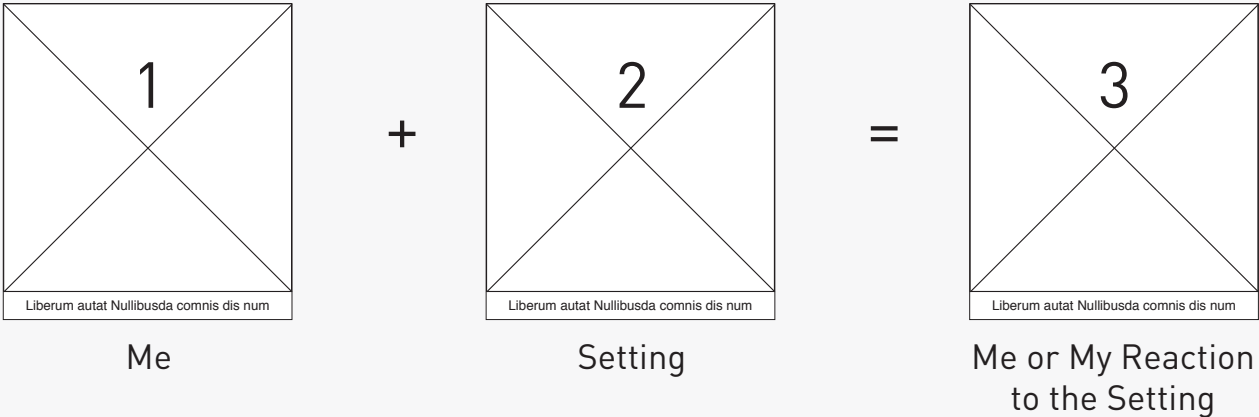 1
+
2
=
3
Liberum autat Nullibusda comnis dis num
Liberum autat Nullibusda comnis dis num
Liberum autat Nullibusda comnis dis num
Me
Setting
Me or My Reaction
to the Setting